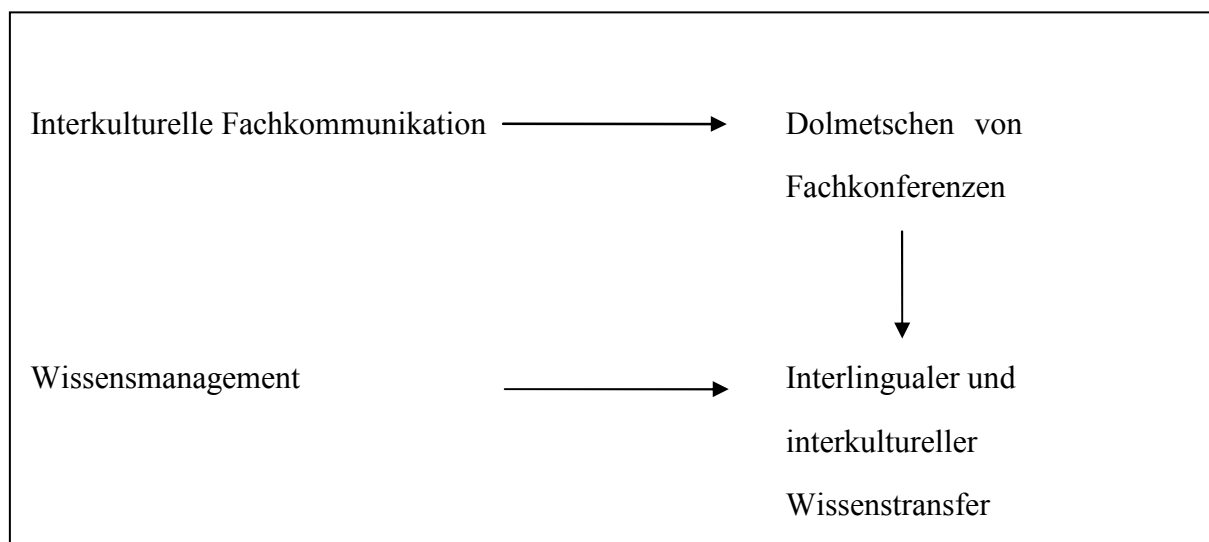 Interkulturelle Fachkommunikation
Dolmetschen von
Fachkonferenzen
Wissensmanagement
Interlingualer und
interkultureller
Wissenstransfer